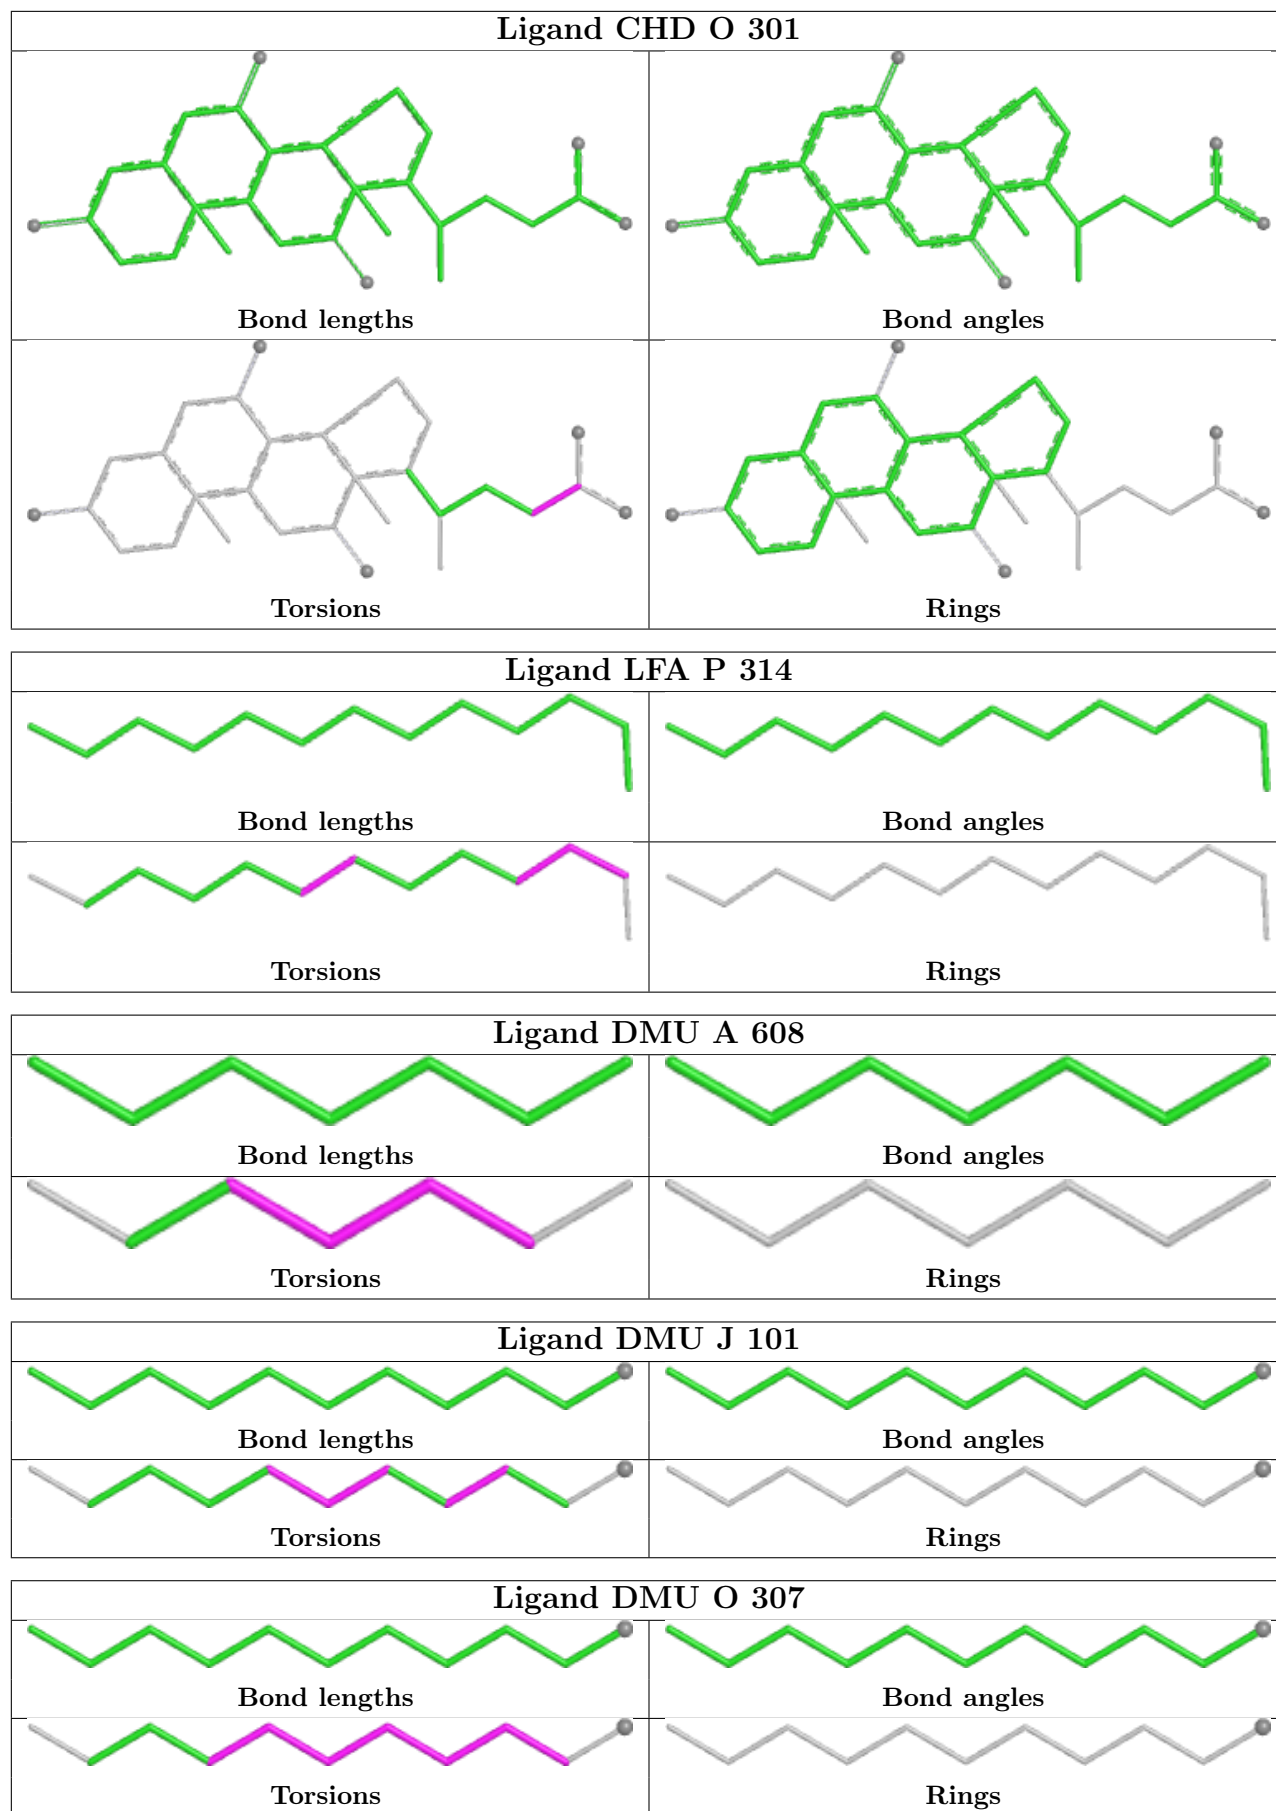 Ligand CHD O 301
Bond lengths Bond angles
Torsions Rings
Ligand LFA P 314
Bond lengths Bond angles
Torsions Rings
Ligand DMU A 608
Bond lengths Bond angles
Torsions Rings
Ligand DMU J 101
Bond lengths Bond angles
Torsions Rings
Ligand DMU O 307
Bond lengths Bond angles
Torsions Rings